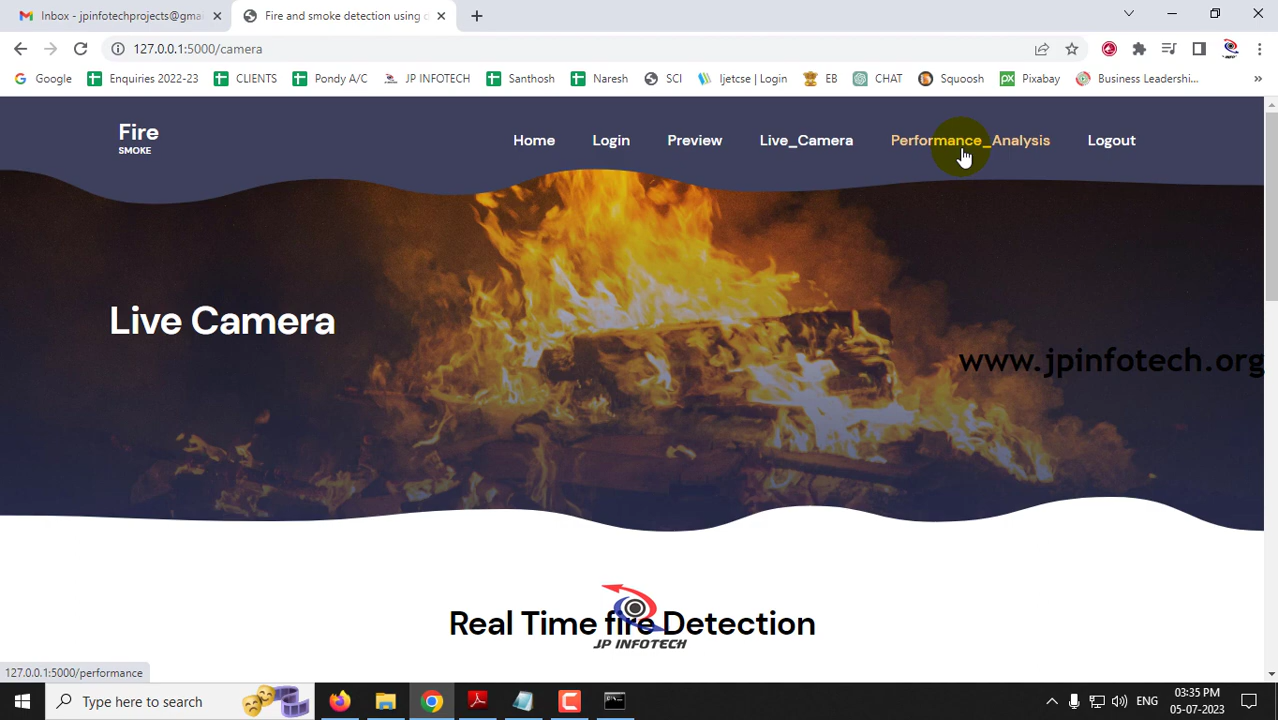 Inbox - jpinfotechprojects@gma
Fire and smoke detection using d
127.0.0.1:5000/camera
Google
Enquiries 2022-23
CLIENTS
Pondy A/C
JP INFOTECH
Santhosh
Naresh
SCI
Ijetcse | Login
EB
CHAT
Squoosh
Pixabay
Business Leadershi...
Fire
SMOKE
Home
Login
Preview
Live_Camera
Performance_Analysis
Logout
Live Camera
www.jpinfotech.org
Real Time fire Detection
JP INFOTECH
127.0.0.1:5000/performance
Type here to search
ENG
03:35 PM
05-07-2023